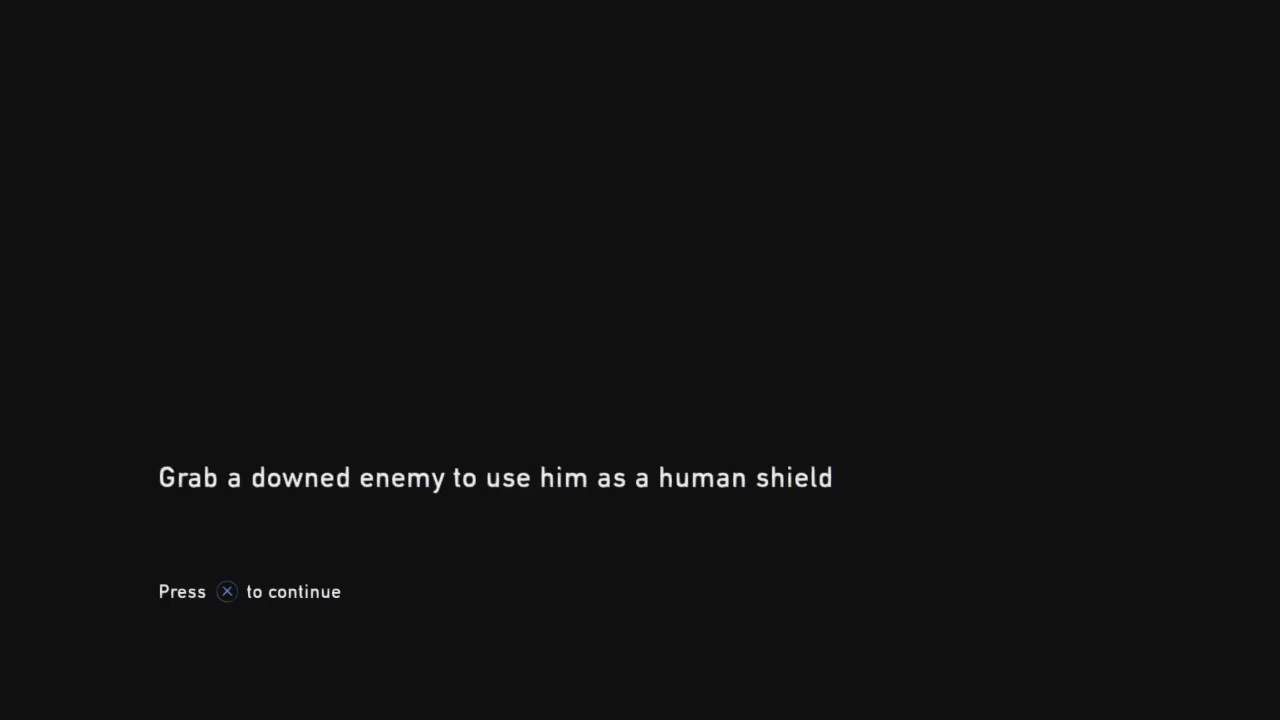 Grab a downed enemy to use him as a human shield
Press ⓧ to continue